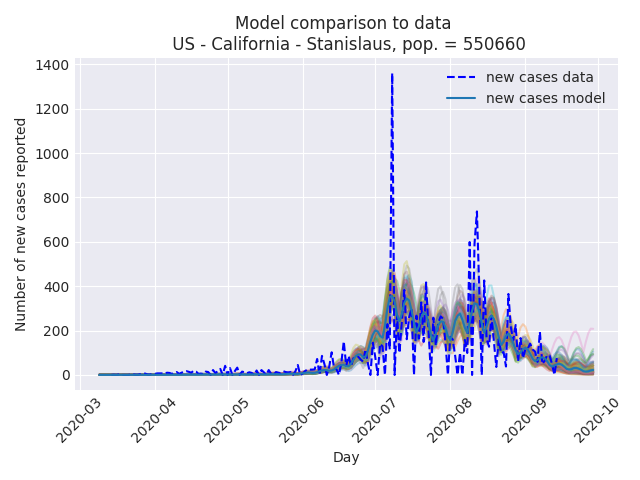 Model comparison to data
US - California - Stanislaus, pop. = 550660
new cases data
new cases model
Number of new cases reported
1400
1200
1000
800
600
400
200
0
2020-03
2020-04
2020-05
2020-06
2020-07
2020-08
2020-09
2020-10
Day